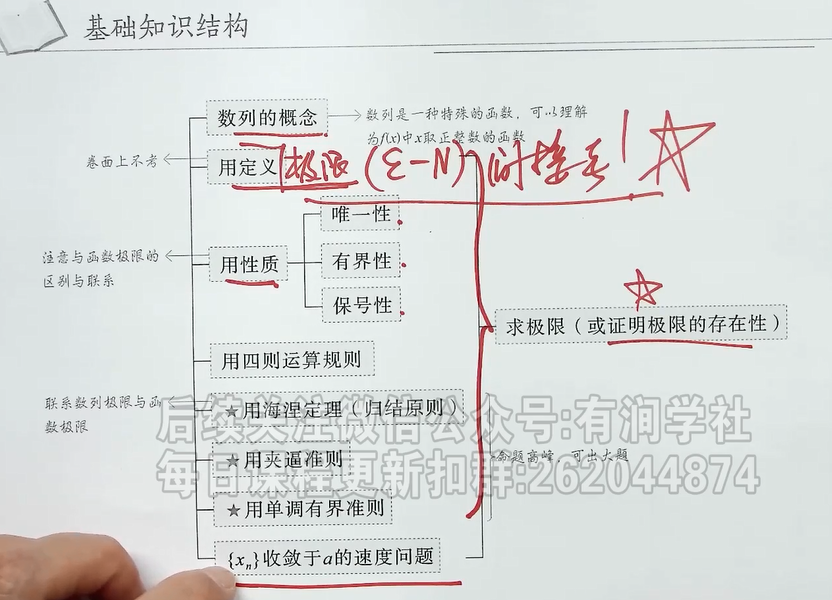 基础知识结构
数列的概念
数列是一种特殊的函数，可以理解
为f(x)中x取正整数的函数
卷面上不考
用定义
极限(ε-N)
注意与函数极限的
区别与联系
用性质
唯一性
有界性
保号性
求极限（或证明极限的存在性）
用四则运算规则
联系数列极限与函
数极限
★用海涅定理（归结原则）
★用夹逼准则
命题高峰，可出大题
★用单调有界准则
{xn}收敛于a的速度问题
后续关注微信公众号:有润学社
每日课程更新扣群:262044874